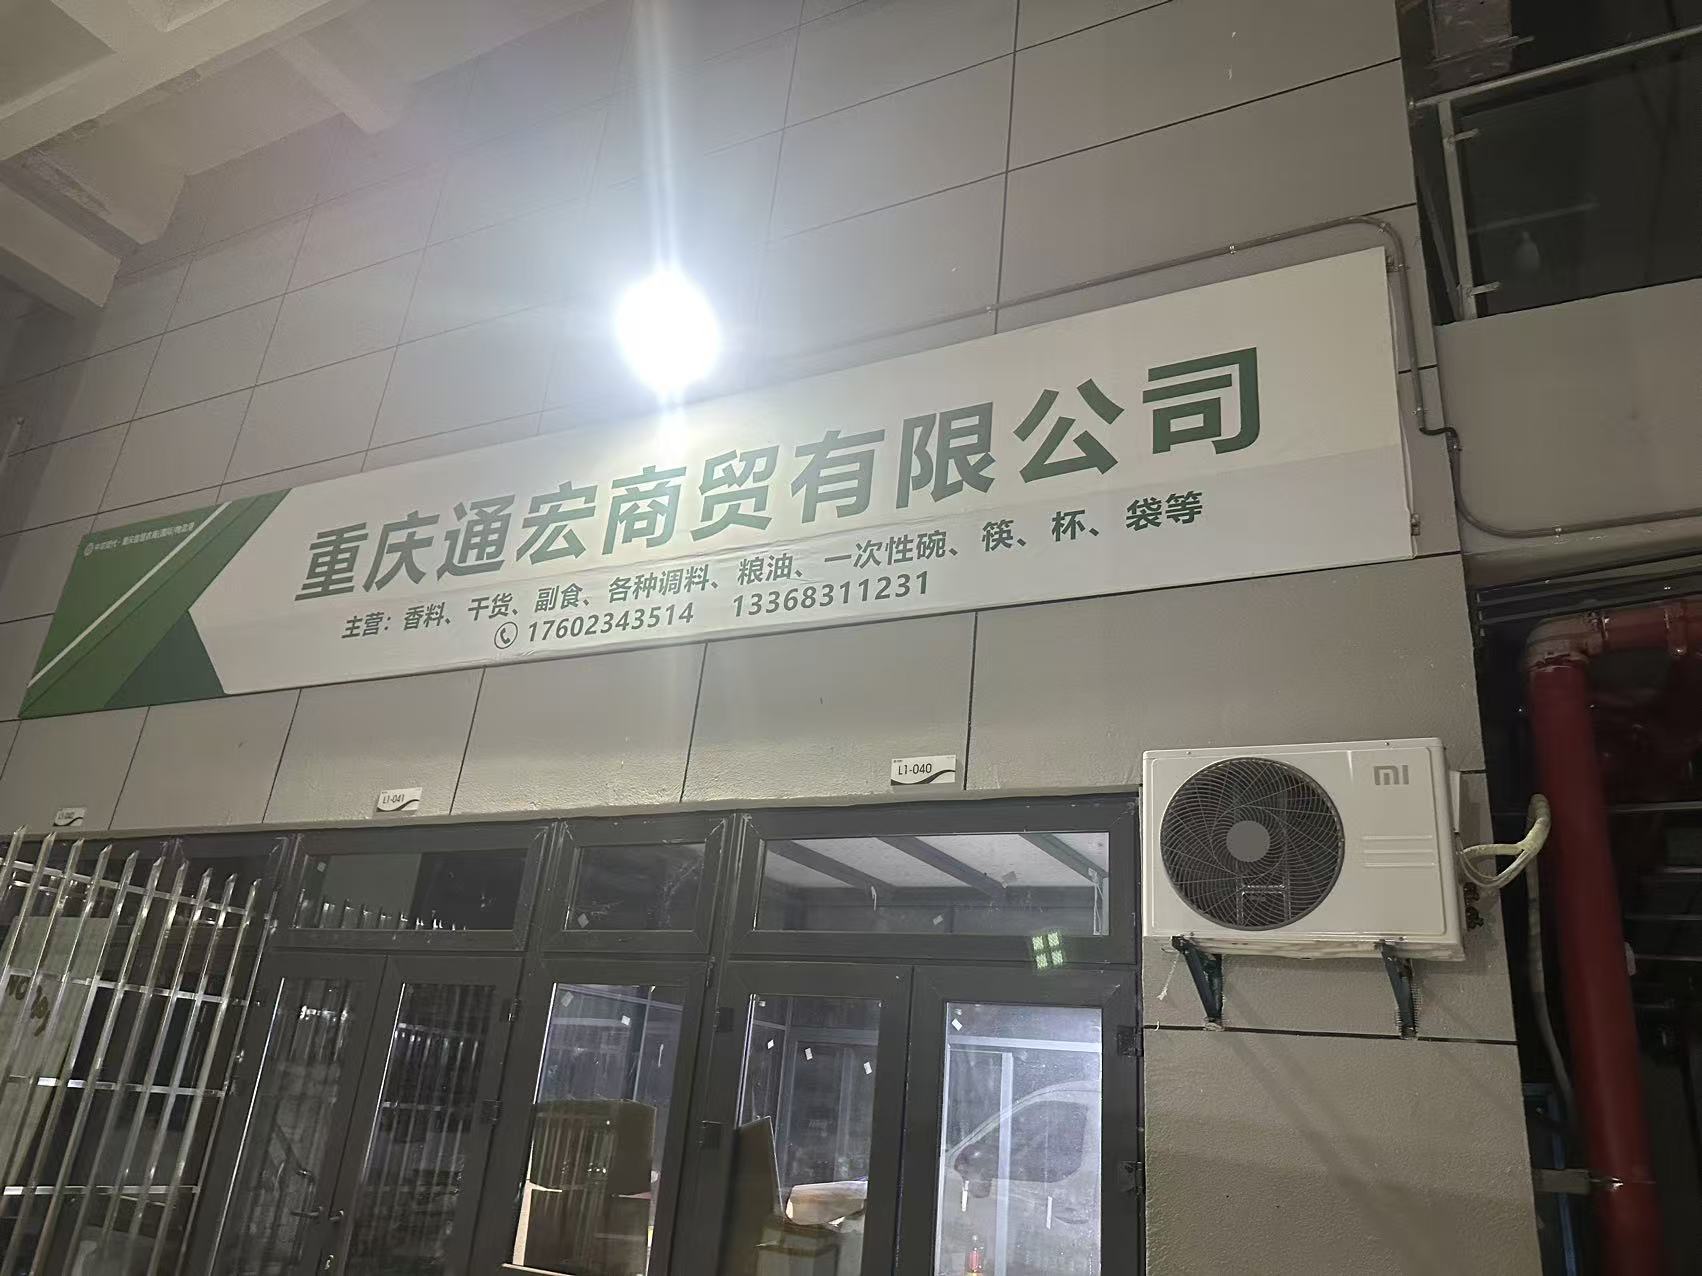 重庆通宏商贸有限公司
主营：香料、干货、副食、各种调料、粮油、一次性碗、筷、杯、袋等
17602343514 13368311231
L1-040
L1-041
mi